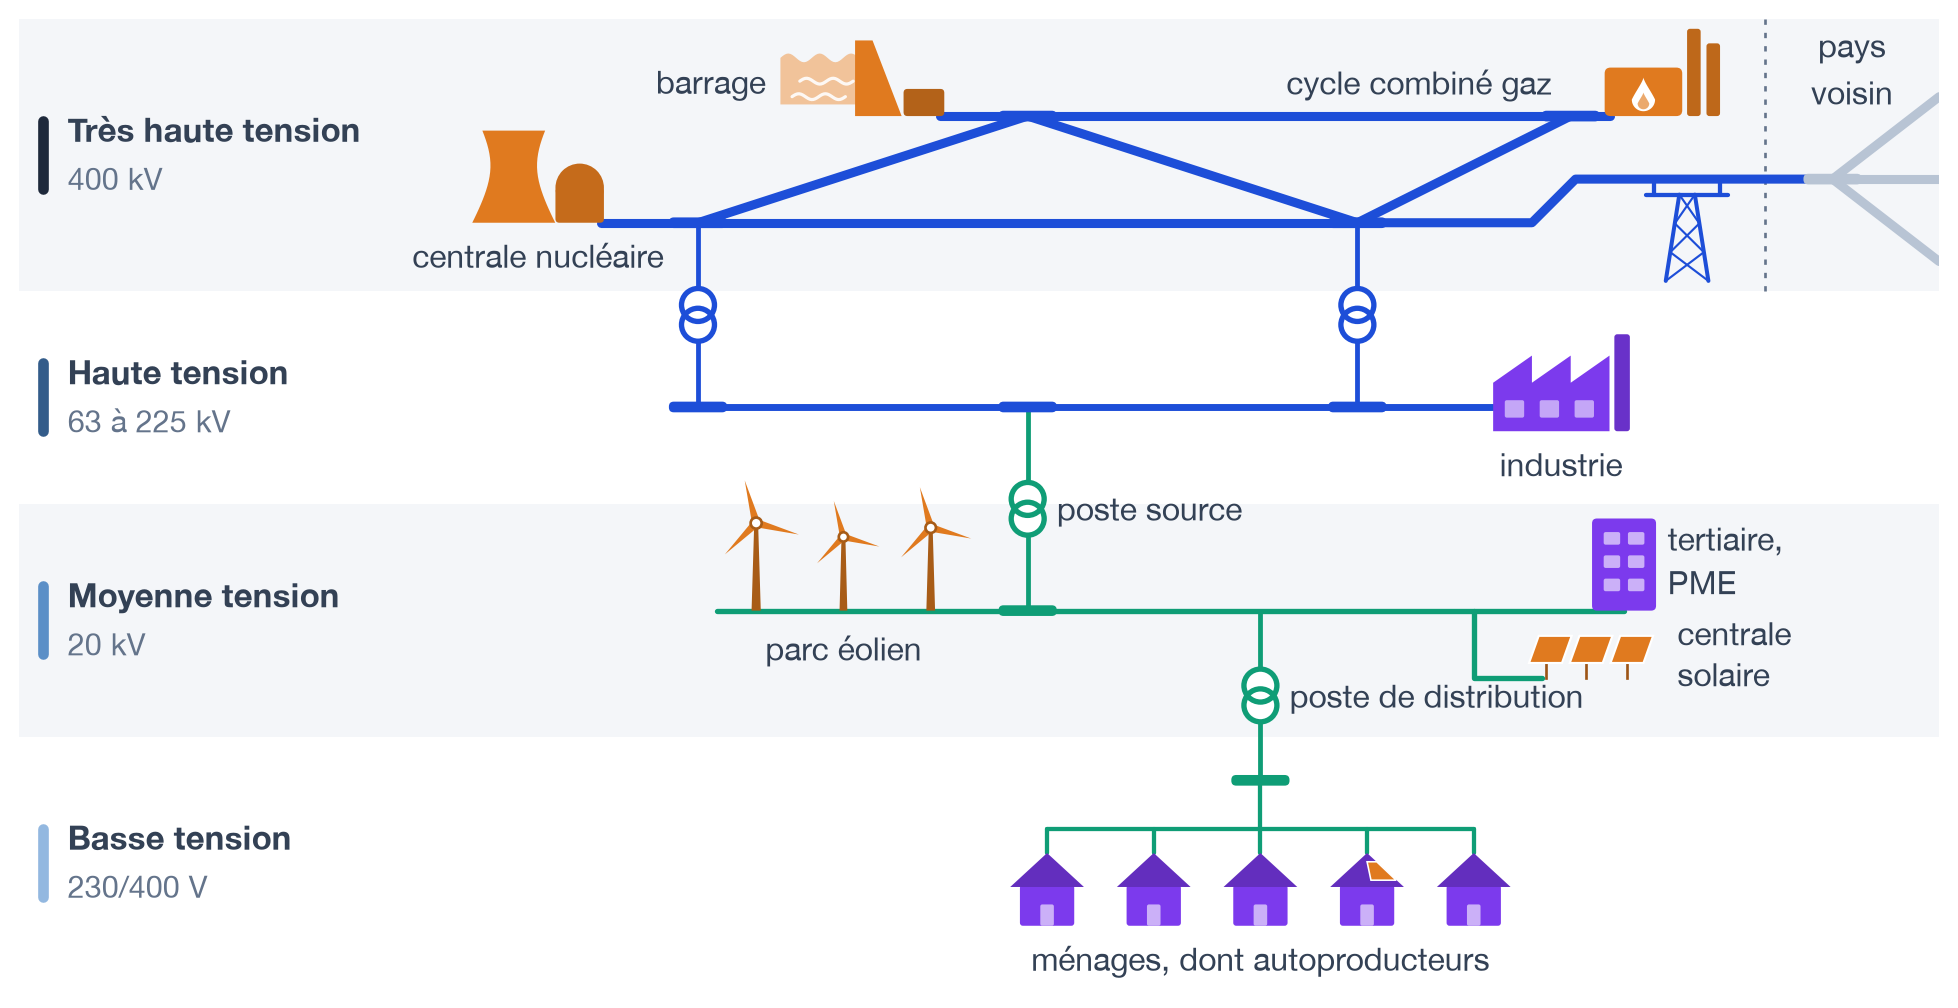 barrage
cycle combiné gaz
pays
voisin
Très haute tension
400 kV
centrale nucléaire
Haute tension
63 à 225 kV
industrie
poste source
tertiaire,
PME
Moyenne tension
20 kV
parc éolien
centrale
solaire
poste de distribution
Basse tension
230/400 V
ménages, dont autoproducteurs